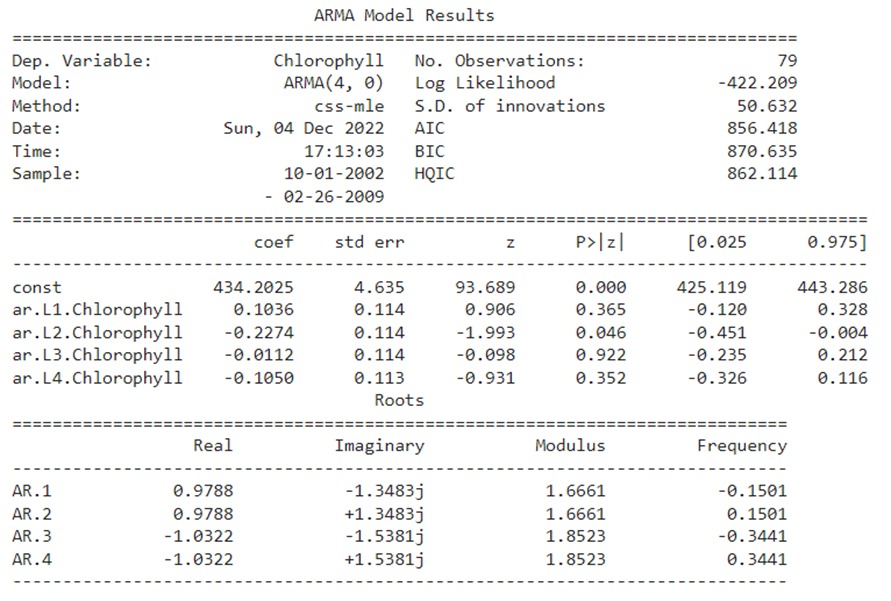 ARMA Model Results
==============================================================================
Dep. Variable: Chlorophyll No. Observations: 79
Model: ARMA(4, 0) Log Likelihood -422.209
Method: css-mle S.D. of innovations 50.632
Date: Sun, 04 Dec 2022 AIC 856.418
Time: 17:13:03 BIC 870.635
Sample: 10-01-2002 HQIC 862.114
- 02-26-2009
=====================================================================================
coef std err z P>|z| [0.025 0.975]
-------------------------------------------------------------------------------------
const 434.2025 4.635 93.689 0.000 425.119 443.286
ar.L1.Chlorophyll 0.1036 0.114 0.906 0.365 -0.120 0.328
ar.L2.Chlorophyll -0.2274 0.114 -1.993 0.046 -0.451 -0.004
ar.L3.Chlorophyll -0.0112 0.114 -0.098 0.922 -0.235 0.212
ar.L4.Chlorophyll -0.1050 0.113 -0.931 0.352 -0.326 0.116
Roots
=============================================================================
Real Imaginary Modulus Frequency
-----------------------------------------------------------------------------
AR.1 0.9788 -1.3483j 1.6661 -0.1501
AR.2 0.9788 +1.3483j 1.6661 0.1501
AR.3 -1.0322 -1.5381j 1.8523 -0.3441
AR.4 -1.0322 +1.5381j 1.8523 0.3441
-----------------------------------------------------------------------------